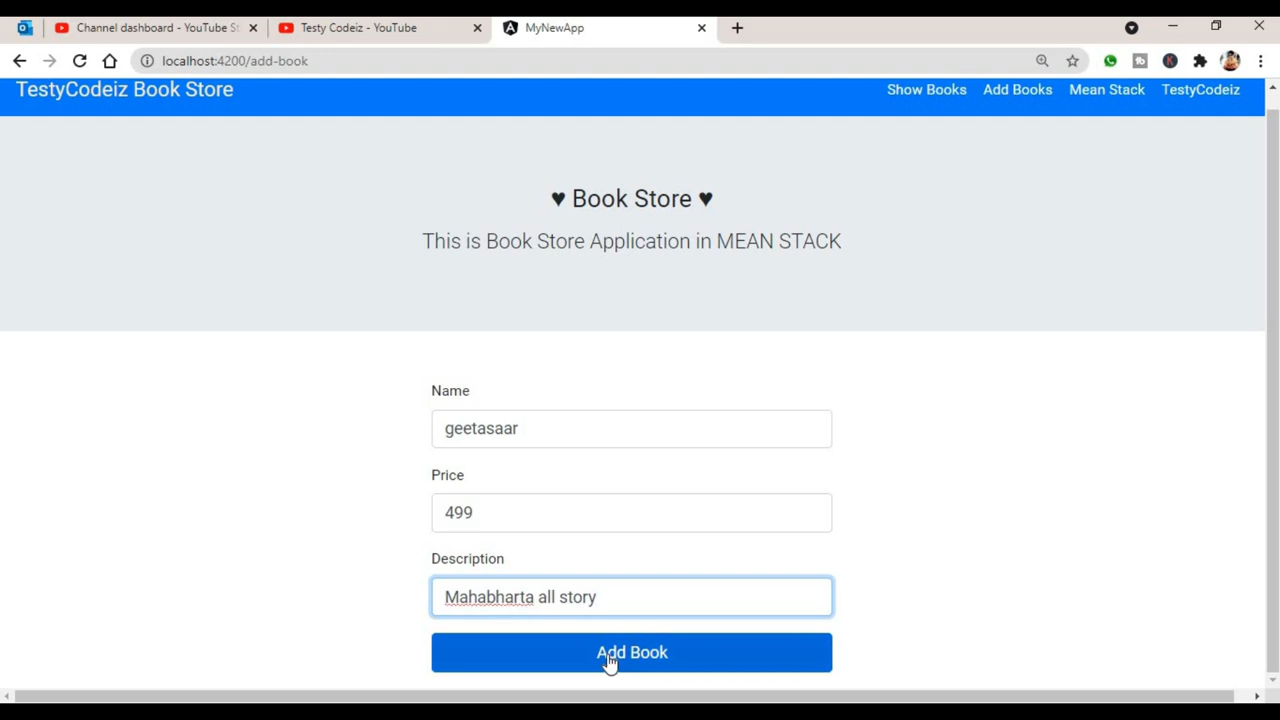 Channel dashboard - YouTube St
Testy Codeiz - YouTube
MyNewApp
localhost:4200/add-book
TestyCodeiz Book Store
Show Books
Add Books
Mean Stack
TestyCodeiz
♥ Book Store ♥
This is Book Store Application in MEAN STACK
Name
geetasaar
Price
499
Description
Mahabharta all story
Add Book